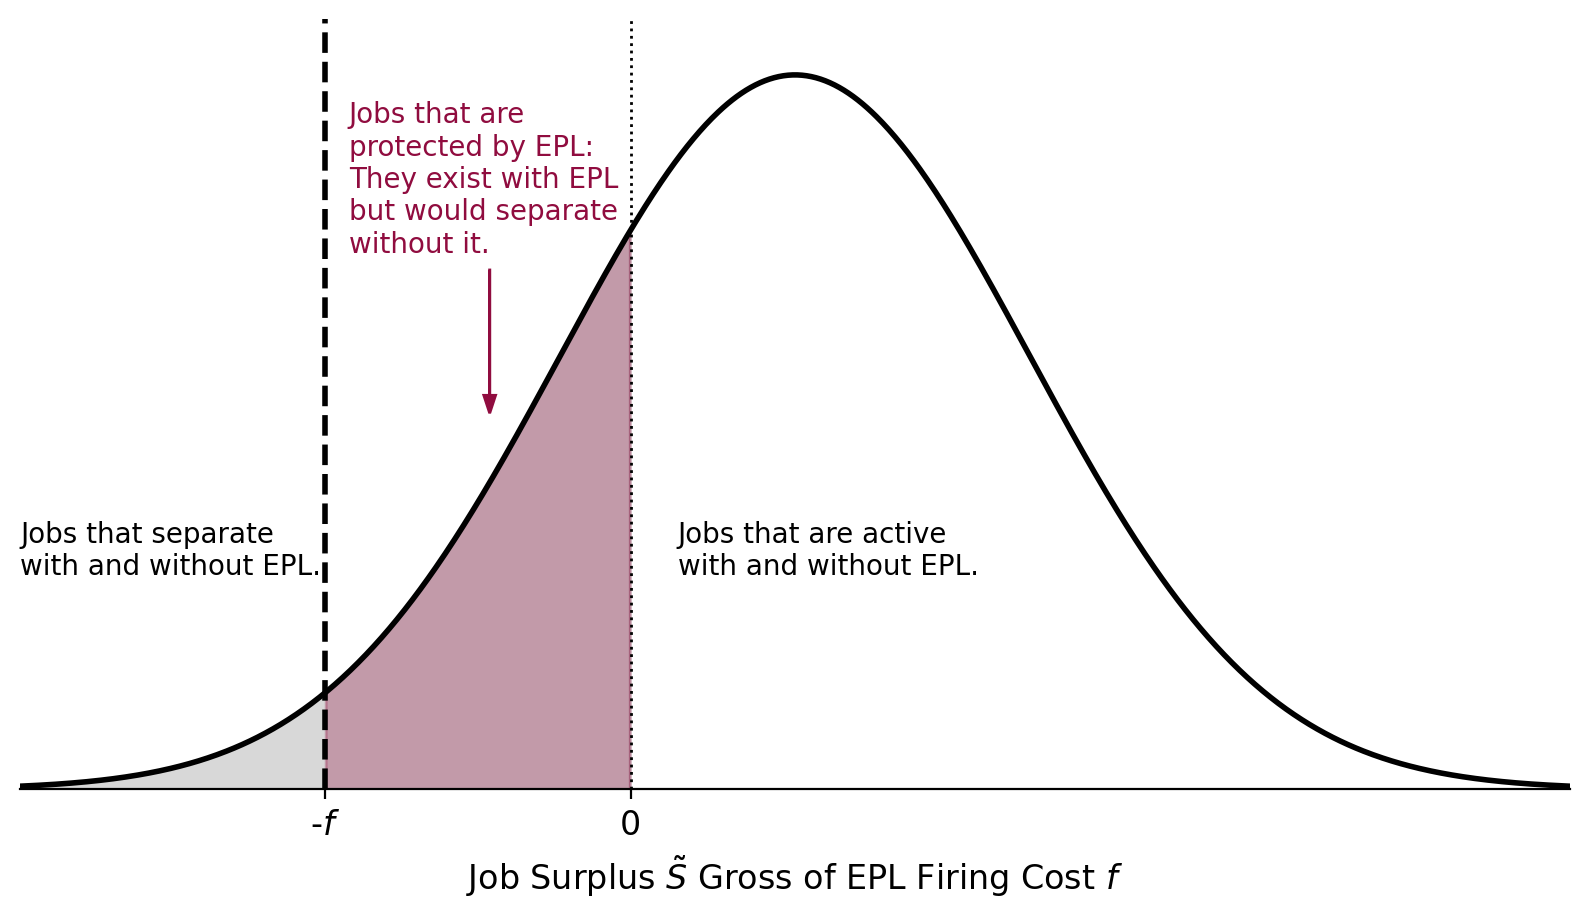 Jobs that are
protected by EPL:
They exist with EPL
but would separate
without it.
Jobs that separate
with and without EPL.
Jobs that are active
with and without EPL.
-f
0
Job Surplus S̃ Gross of EPL Firing Cost f